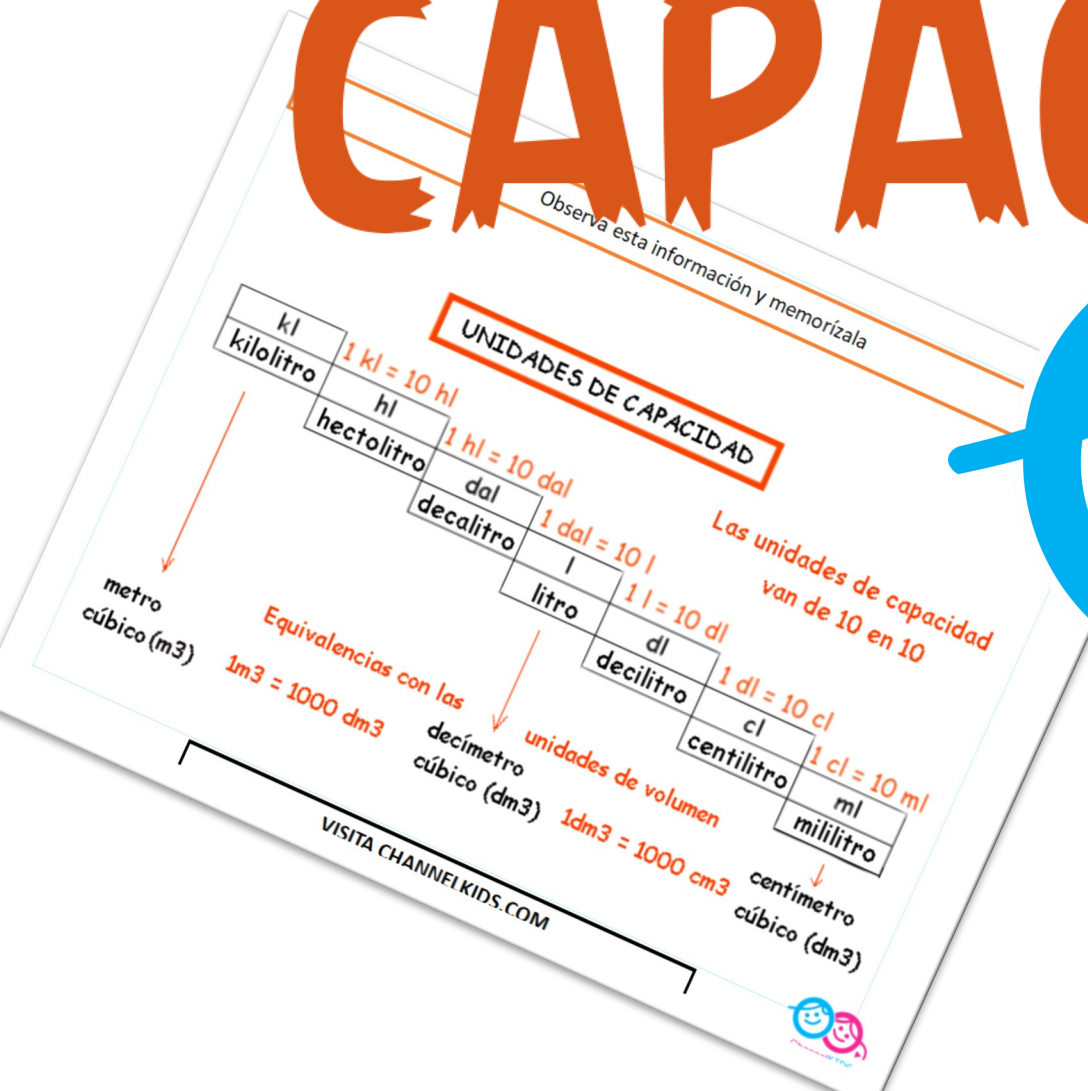 CAPAC
Observa esta información y memorízala
UNIDADES DE CAPACIDAD
kl
kilolitro
1 kl = 10 hl
hl
hectolitro
1 hl = 10 dal
dal
decalitro
1 dal = 10 l
l
litro
1 l = 10 dl
dl
decilitro
1 dl = 10 cl
cl
centilitro
1 cl = 10 ml
ml
mililitro
Las unidades de capacidad
van de 10 en 10
metro
cúbico (m3)
Equivalencias con las
1m3 = 1000 dm3
decímetro
cúbico (dm3)
unidades de volumen
1dm3 = 1000 cm3
centímetro
cúbico (dm3)
VISITA CHANNELKIDS.COM